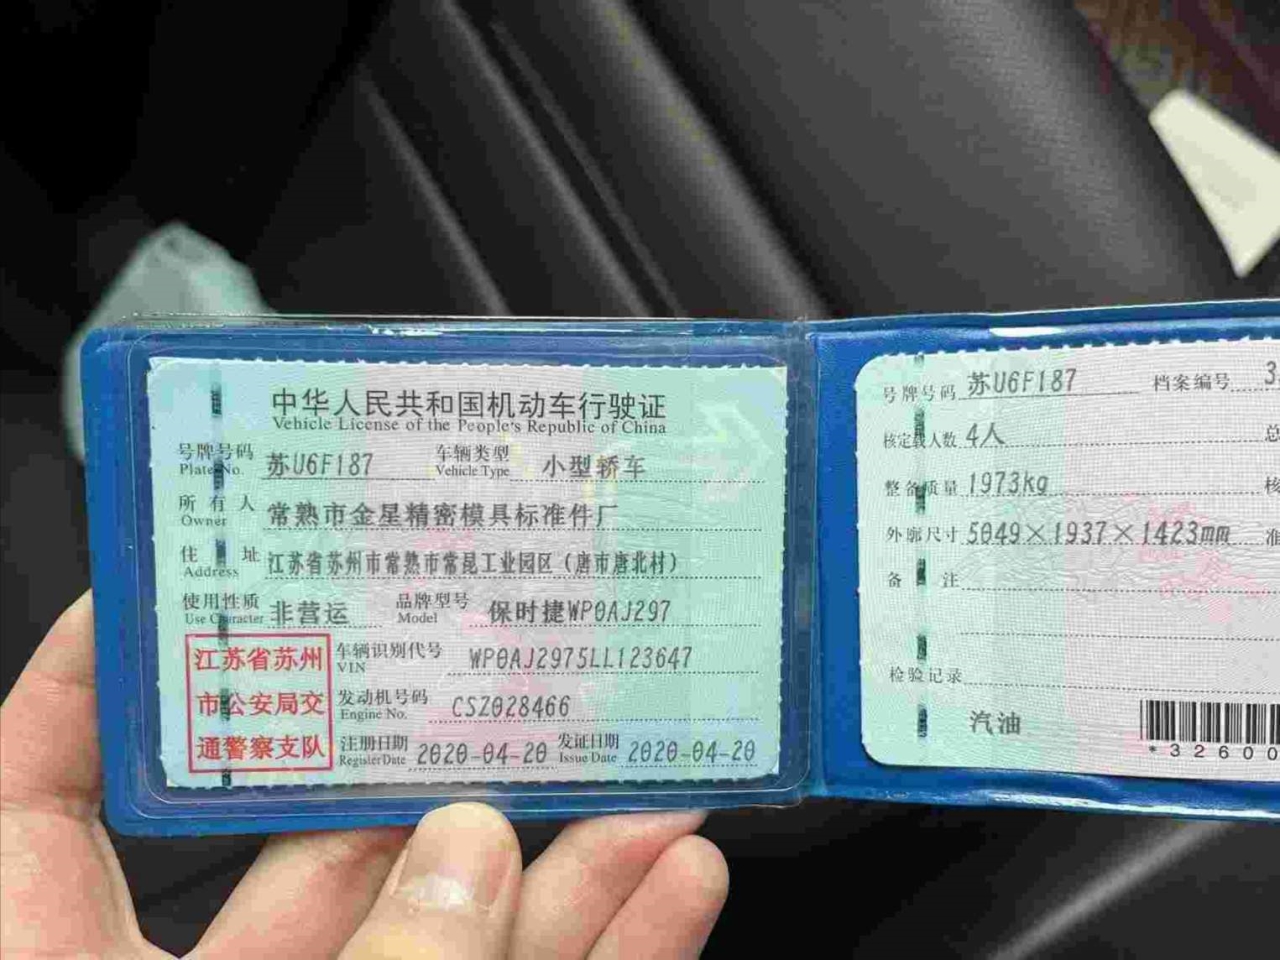 中华人民共和国机动车行驶证
Vehicle License of the People's Republic of China
号牌号码 苏U6F187 车辆类型 小型轿车
Plate No. Vehicle Type
所有人 常熟市金星精密模具标准件厂
Owner
住址 江苏省苏州市常熟市常昆工业园区(唐市唐北村)
Address
使用性质 非营运 品牌型号 保时捷WP0AJ297
Use Character Model
江苏省苏州
市公安局交
通警察支队
车辆识别代号 WP0AJ2975LL123647
VIN
发动机号码 CSZ028466
Engine No.
注册日期 2020-04-20 发证日期 2020-04-20
Register Date Issue Date
号牌号码 苏U6F187 档案编号 3
核定载人数 4人 总
整备质量 1973kg 核
外廓尺寸 5049×1937×1423mm 准
备注
检验记录
汽油
*32600